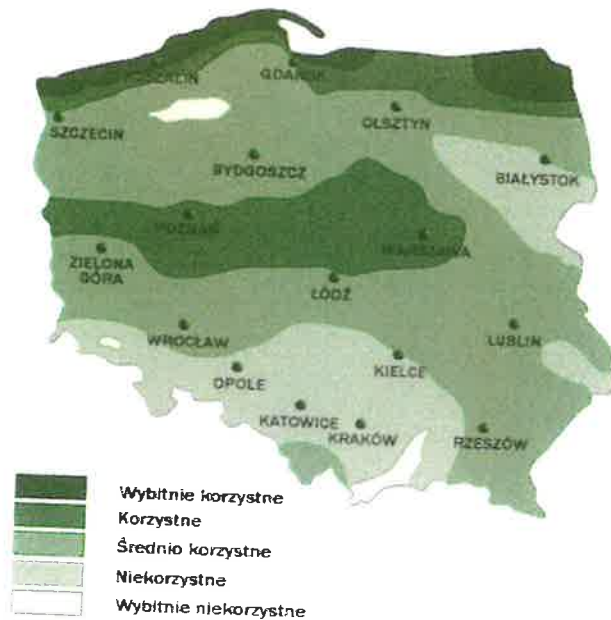 KOSZALIN
GDAŃSK
SZCZECIN
OLSZTYN
BYDGOSZCZ
BIAŁYSTOK
POZNAŃ
WARSZAWA
ZIELONA
GÓRA
ŁÓDŹ
WROCŁAW
LUBLIN
OPOLE
KIELCE
KATOWICE
KRAKÓW
RZESZÓW
Wybitnie korzystne
Korzystne
Średnio korzystne
Niekorzystne
Wybitnie niekorzystne